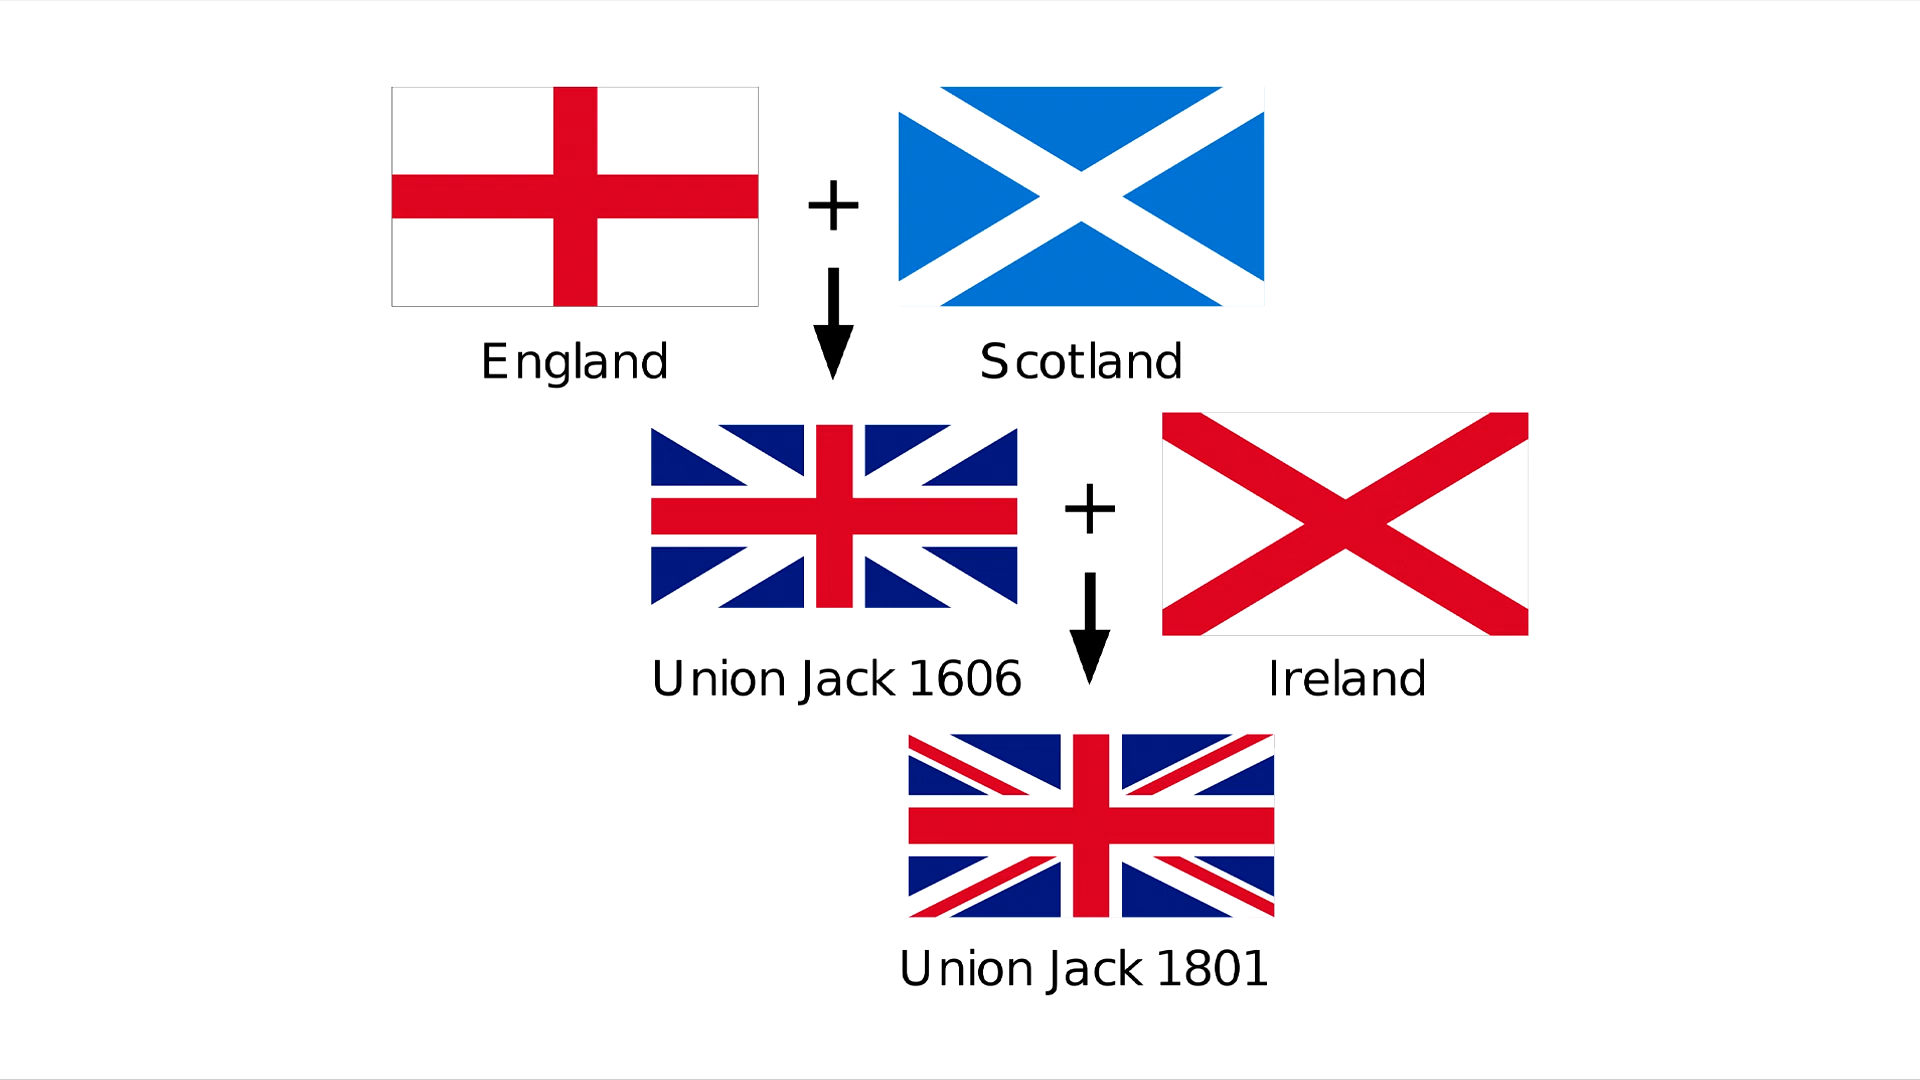 England
Scotland
Union Jack 1606
Ireland
Union Jack 1801